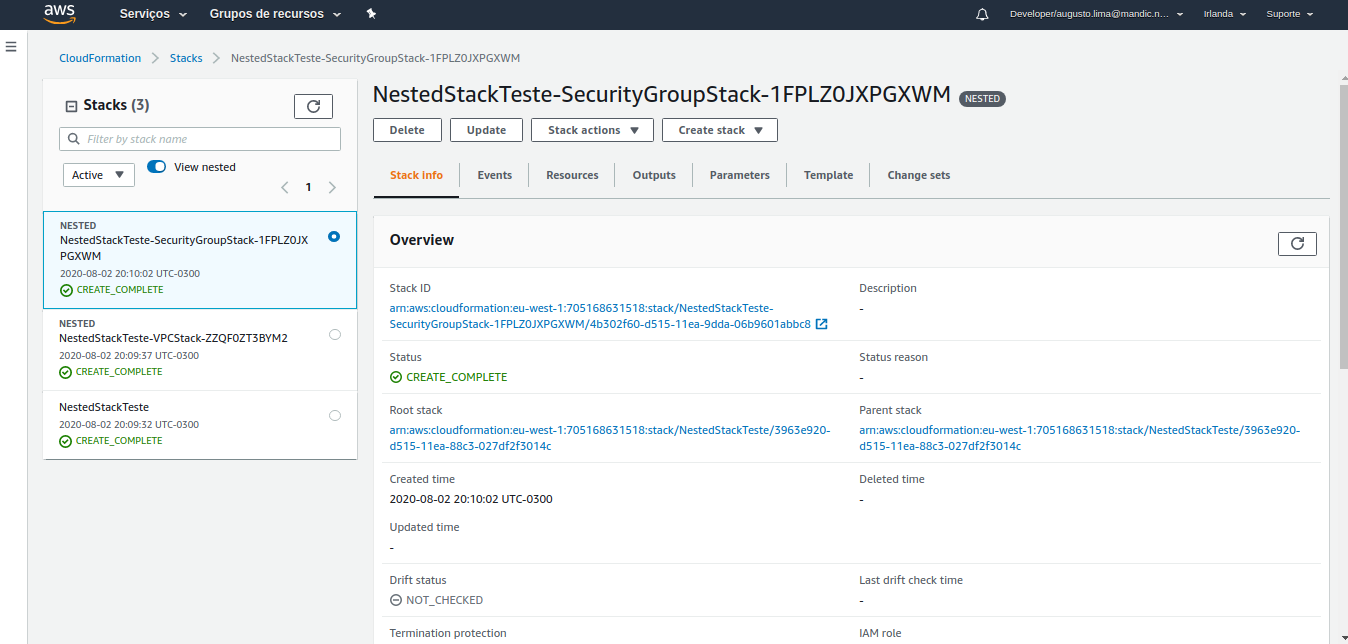 aws Serviços Grupos de recursos Developer/augusto.lima@mandic.n... Irlanda Suporte
CloudFormation Stacks NestedStackTeste-SecurityGroupStack-1FPLZ0JXPGXWM
Stacks (3)
Filter by stack name
Active View nested
1
NESTED
NestedStackTeste-SecurityGroupStack-1FPLZ0JX
PGXWM
2020-08-02 20:10:02 UTC-0300
CREATE_COMPLETE
NESTED
NestedStackTeste-VPCStack-ZZQF0ZT3BYM2
2020-08-02 20:09:37 UTC-0300
CREATE_COMPLETE
NestedStackTeste
2020-08-02 20:09:32 UTC-0300
CREATE_COMPLETE
NestedStackTeste-SecurityGroupStack-1FPLZ0JXPGXWM NESTED
Delete Update Stack actions Create stack
Stack info Events Resources Outputs Parameters Template Change sets
Overview
Stack ID
arn:aws:cloudformation:eu-west-1:705168631518:stack/NestedStackTeste-
SecurityGroupStack-1FPLZ0JXPGXWM/4b302f60-d515-11ea-9dda-06b9601abbc8
Description
-
Status
CREATE_COMPLETE
Status reason
-
Root stack
arn:aws:cloudformation:eu-west-1:705168631518:stack/NestedStackTeste/3963e920-
d515-11ea-88c3-027df2f3014c
Parent stack
arn:aws:cloudformation:eu-west-1:705168631518:stack/NestedStackTeste/3963e920-
d515-11ea-88c3-027df2f3014c
Created time
2020-08-02 20:10:02 UTC-0300
Deleted time
-
Updated time
-
Drift status
NOT_CHECKED
Last drift check time
-
Termination protection
IAM role